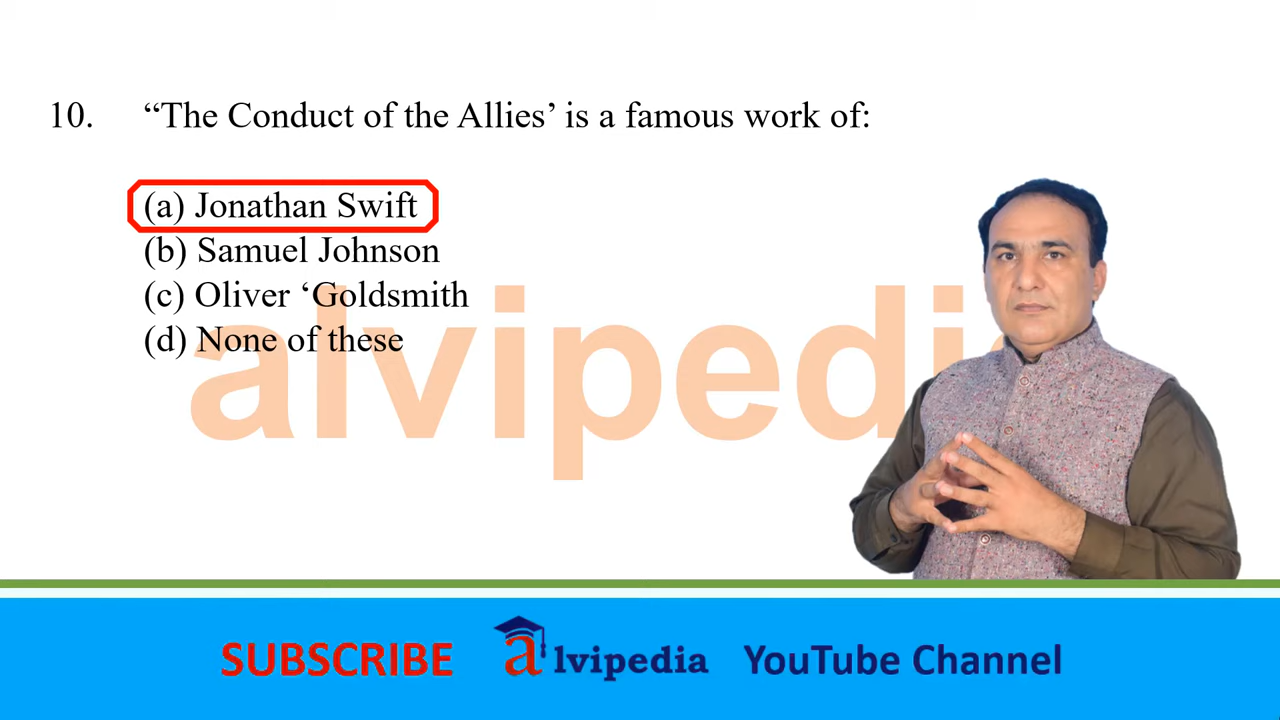 10. “The Conduct of the Allies’ is a famous work of:
(a) Jonathan Swift
(b) Samuel Johnson
(c) Oliver ‘Goldsmith
(d) None of these
alvipedia
SUBSCRIBE alvipedia YouTube Channel